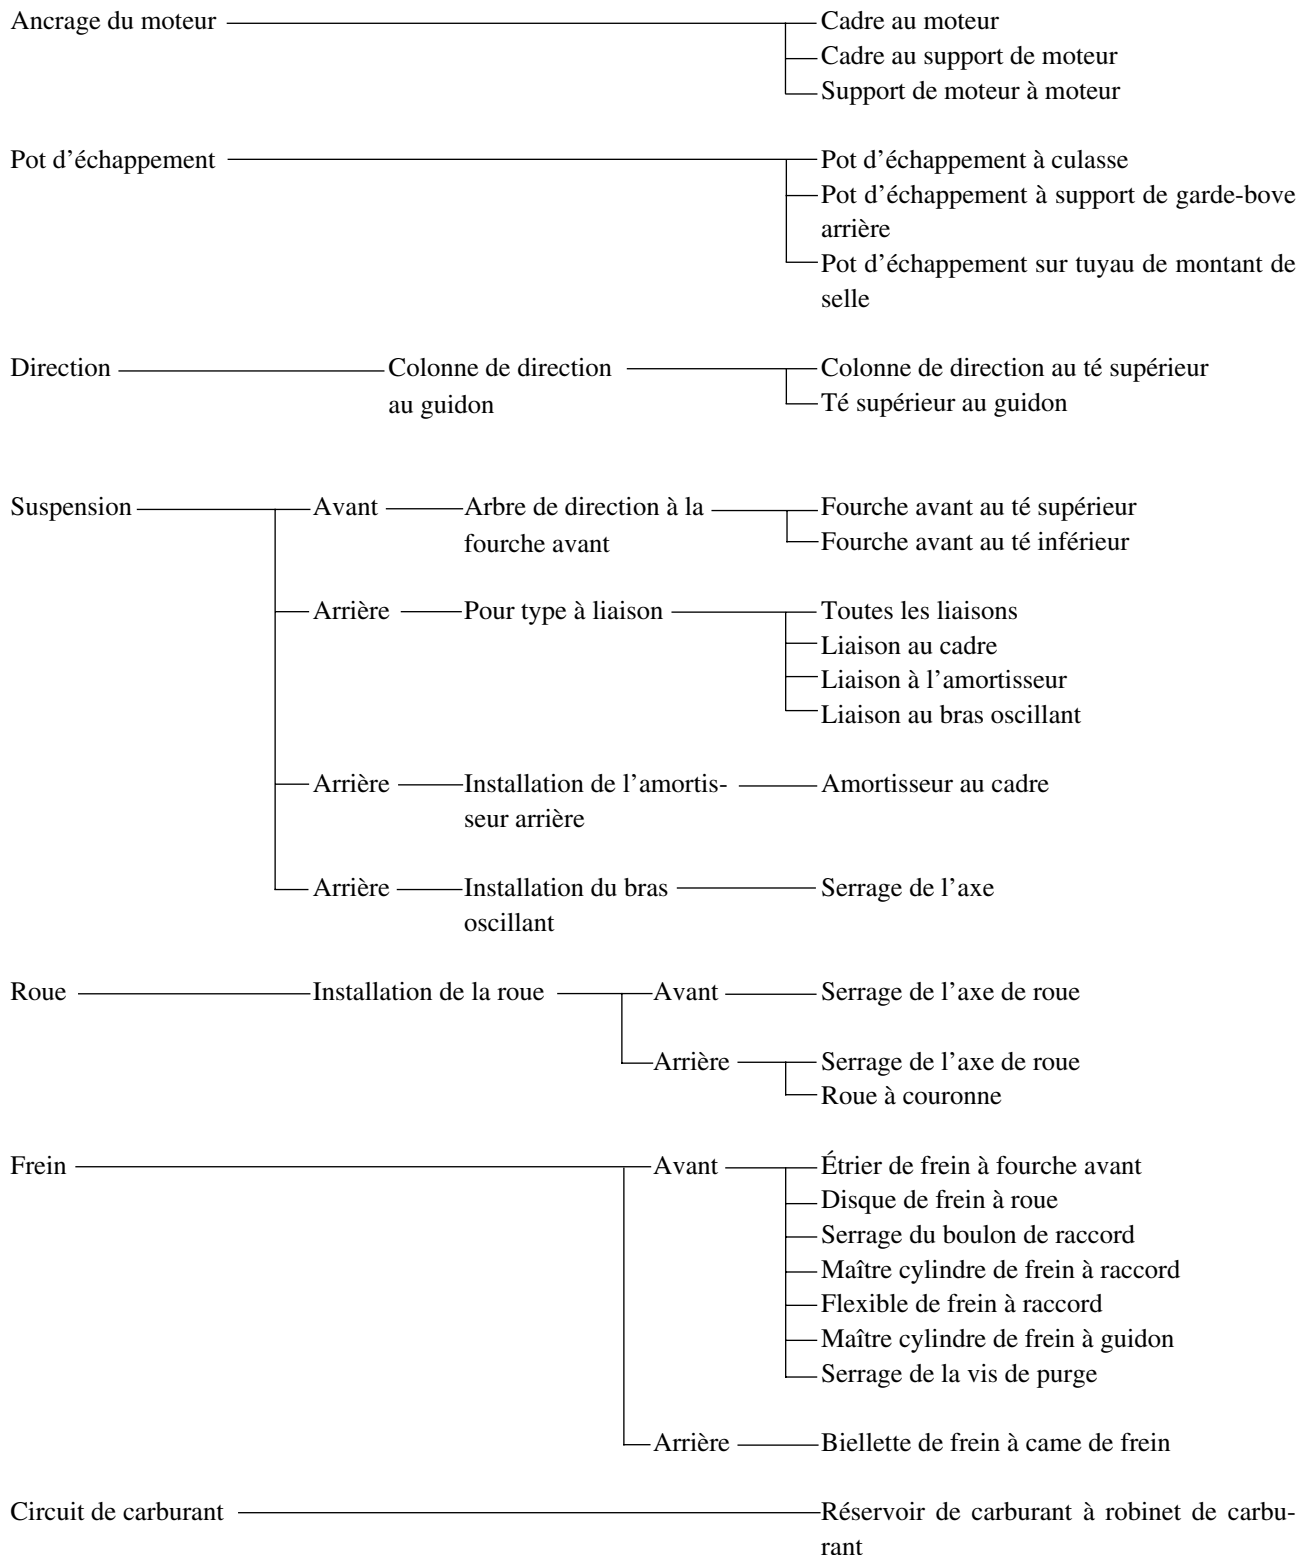 Ancrage du moteur Cadre au moteur
Cadre au support de moteur
Support de moteur à moteur
Pot d'échappement Pot d'échappement à culasse
Pot d'échappement à support de garde-bove
arrière
Pot d'échappement sur tuyau de montant de
selle
Direction Colonne de direction Colonne de direction au té supérieur
au guidon Té supérieur au guidon
Suspension Avant Arbre de direction à la Fourche avant au té supérieur
fourche avant Fourche avant au té inférieur
Arrière Pour type à liaison Toutes les liaisons
Liaison au cadre
Liaison à l'amortisseur
Liaison au bras oscillant
Arrière Installation de l'amortis- Amortisseur au cadre
seur arrière
Arrière Installation du bras Serrage de l'axe
oscillant
Roue Installation de la roue Avant Serrage de l'axe de roue
Arrière Serrage de l'axe de roue
Roue à couronne
Frein Avant Étrier de frein à fourche avant
Disque de frein à roue
Serrage du boulon de raccord
Maître cylindre de frein à raccord
Flexible de frein à raccord
Maître cylindre de frein à guidon
Serrage de la vis de purge
Arrière Biellette de frein à came de frein
Circuit de carburant Réservoir de carburant à robinet de carbu-
rant